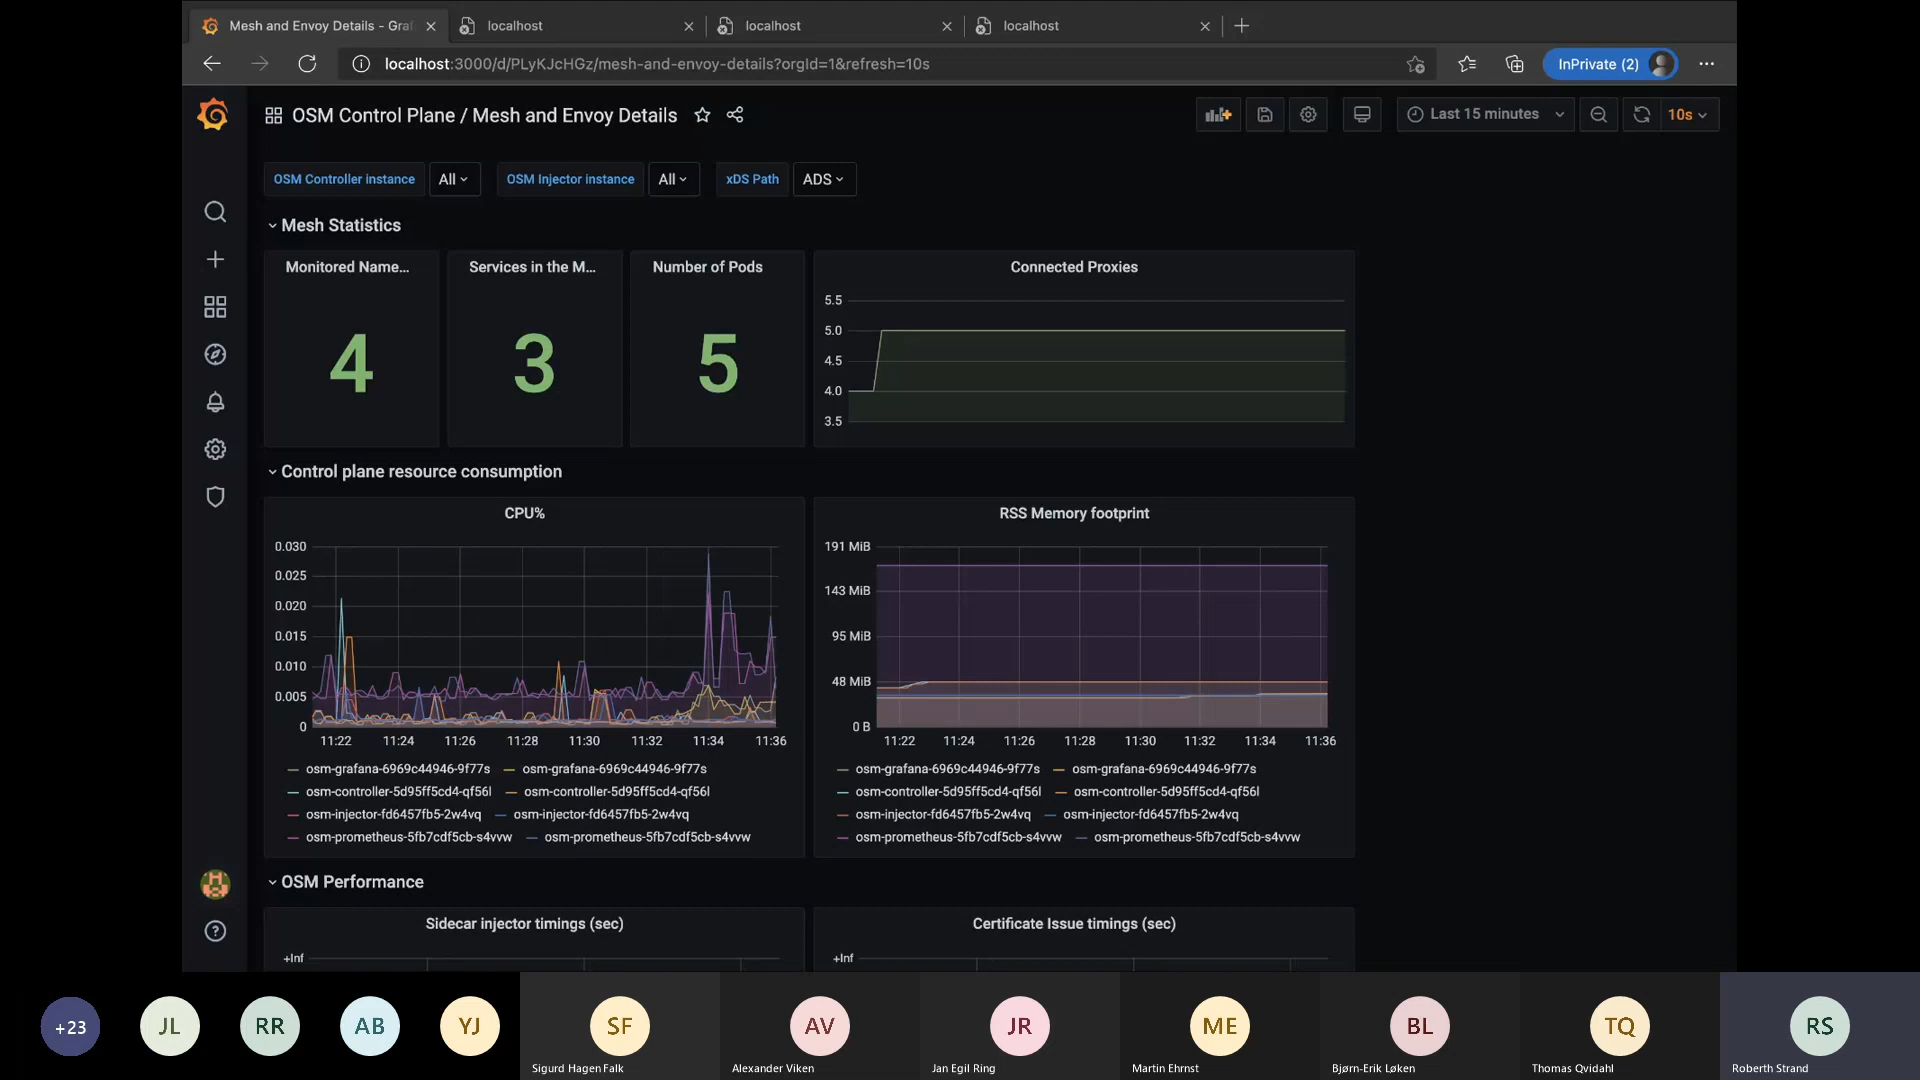 Mesh and Envoy Details - Gra
localhost
localhost
localhost
localhost:3000/d/PLyKJcHGz/mesh-and-envoy-details?orgId=1&refresh=10s
InPrivate (2)
OSM Control Plane / Mesh and Envoy Details
Last 15 minutes
10s
OSM Controller instance All OSM Injector instance All xDS Path ADS
Mesh Statistics
Monitored Name...
4
Services in the M...
3
Number of Pods
5
Connected Proxies
5.5
5.0
4.5
4.0
3.5
Control plane resource consumption
CPU%
0.030
0.025
0.020
0.015
0.010
0.005
0
11:22 11:24 11:26 11:28 11:30 11:32 11:34 11:36
osm-grafana-6969c44946-9f77s osm-grafana-6969c44946-9f77s
osm-controller-5d95ff5cd4-qf56l osm-controller-5d95ff5cd4-qf56l
osm-injector-fd6457fb5-2w4vq osm-injector-fd6457fb5-2w4vq
osm-prometheus-5fb7cdf5cb-s4vvw osm-prometheus-5fb7cdf5cb-s4vvw
RSS Memory footprint
191 MiB
143 MiB
95 MiB
48 MiB
0 B
11:22 11:24 11:26 11:28 11:30 11:32 11:34 11:36
osm-grafana-6969c44946-9f77s osm-grafana-6969c44946-9f77s
osm-controller-5d95ff5cd4-qf56l osm-controller-5d95ff5cd4-qf56l
osm-injector-fd6457fb5-2w4vq osm-injector-fd6457fb5-2w4vq
osm-prometheus-5fb7cdf5cb-s4vvw osm-prometheus-5fb7cdf5cb-s4vvw
OSM Performance
Sidecar injector timings (sec)
+Inf
Certificate Issue timings (sec)
+Inf
+23 JL RR AB YJ SF AV JR ME BL TQ RS
Sigurd Hagen Falk Alexander Viken Jan Egil Ring Martin Ehrnst Bjørn-Erik Løken Thomas Qvidahl Roberth Strand